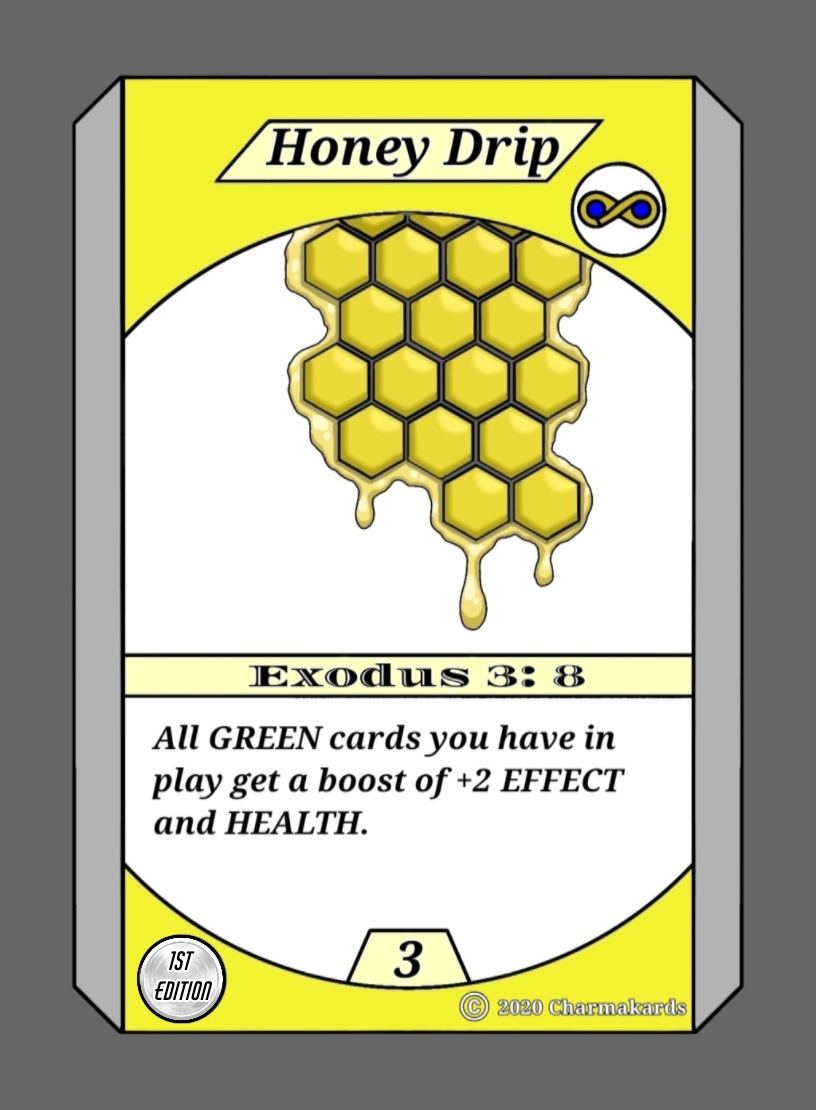 Honey Drip
Exodus 3: 8
All GREEN cards you have in
play get a boost of +2 EFFECT
and HEALTH.
3
1ST
EDITION
© 2020 Charmakards